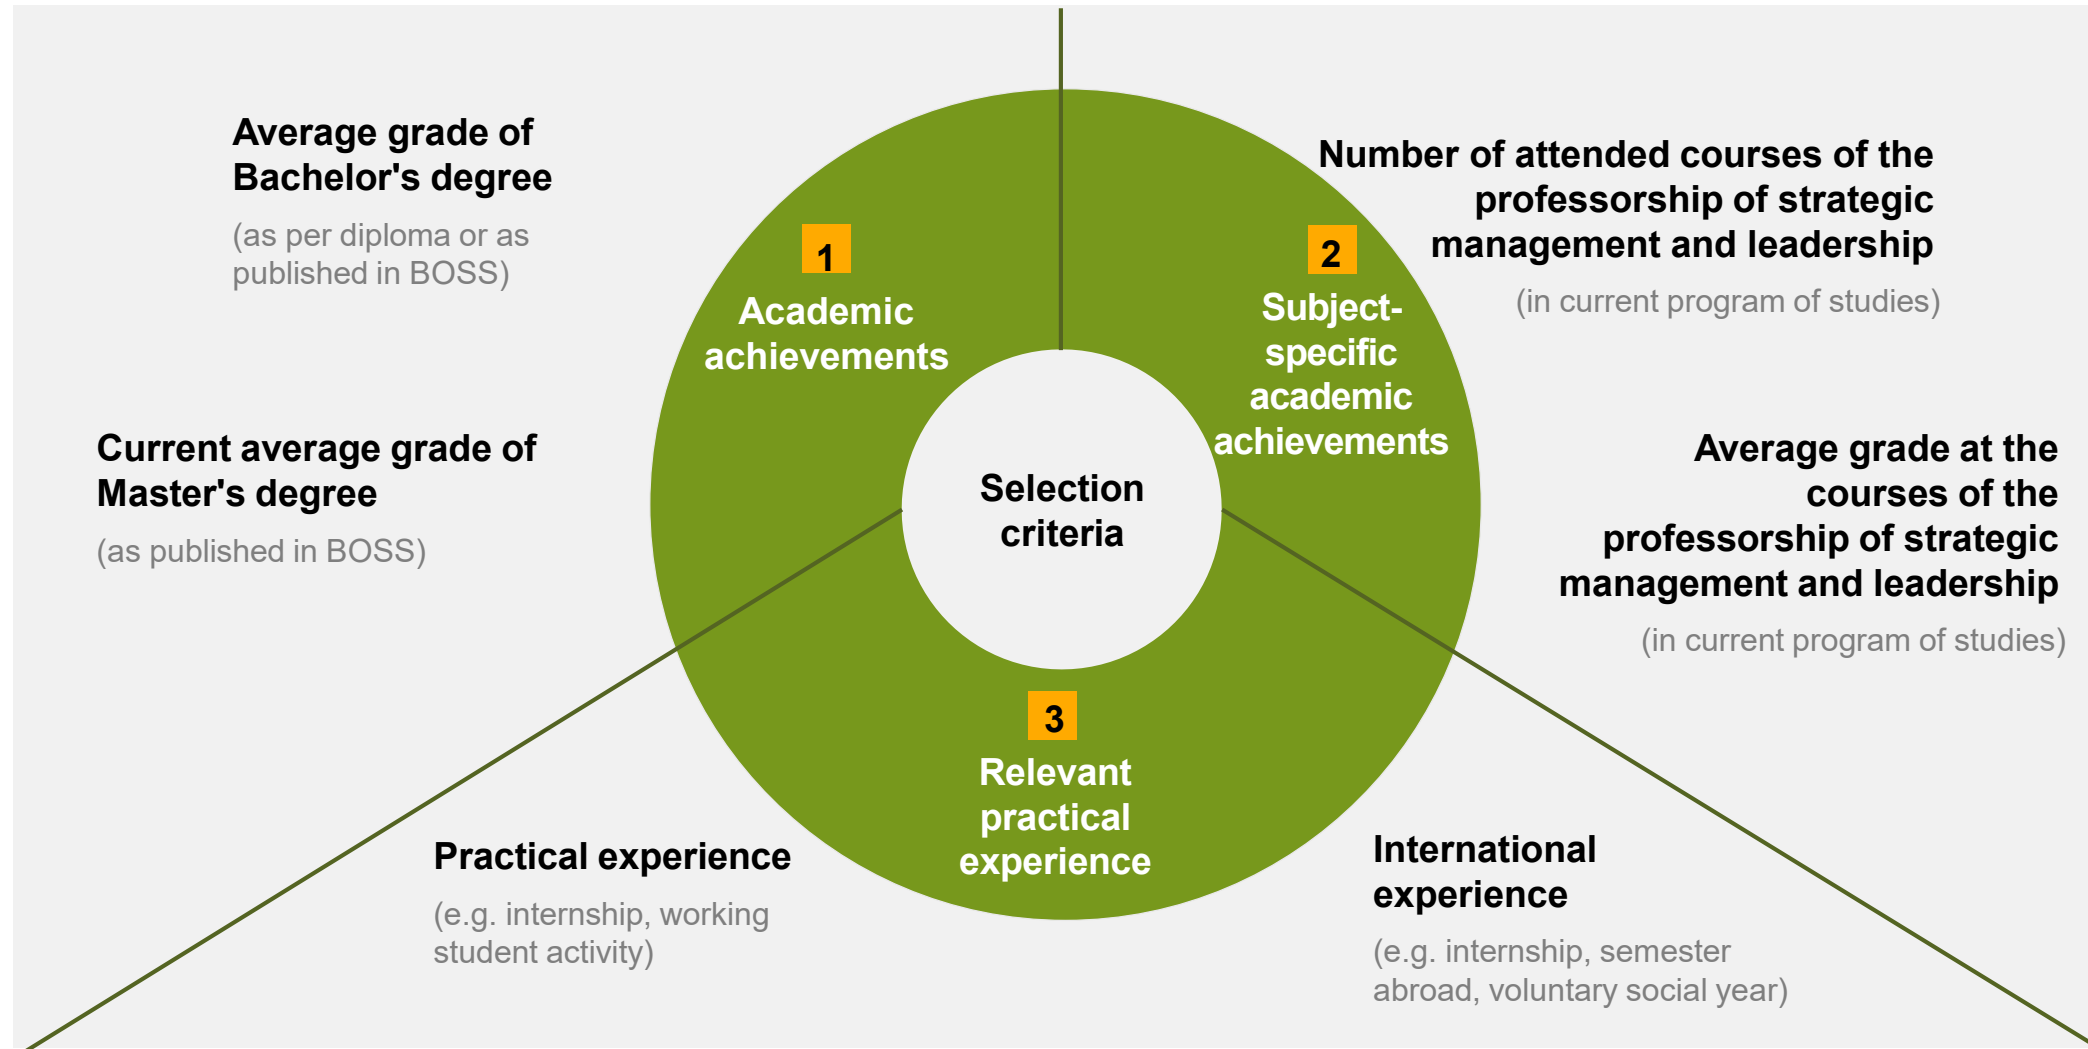 Average grade of
Bachelor's degree
(as per diploma or as
published in BOSS)
Current average grade of
Master's degree
(as published in BOSS)
1
Academic
achievements
2
Subject-
specific
academic
achievements
Number of attended courses of the
professorship of strategic
management and leadership
(in current program of studies)
Average grade at the
courses of the
professorship of strategic
management and leadership
(in current program of studies)
Selection
criteria
3
Relevant
practical
experience
Practical experience
(e.g. internship, working
student activity)
International
experience
(e.g. internship, semester
abroad, voluntary social year)